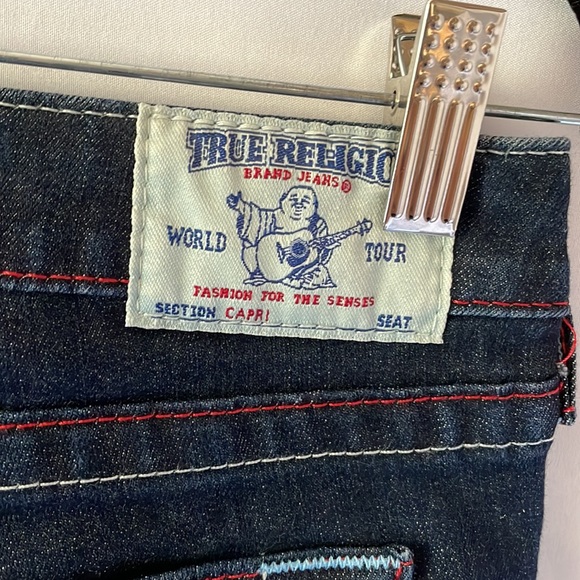 TRUE RELIGIO
BRAND JEANS®
WORLD TOUR
FASHION FOR THE SENSES
SECTION CAPRI SEAT